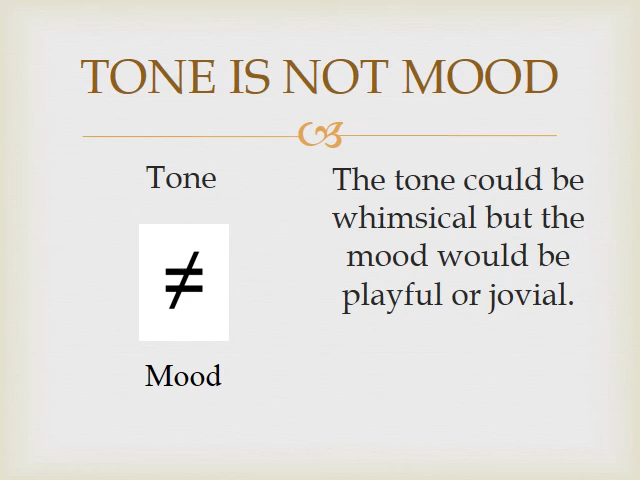 TONE IS NOT MOOD
Tone
≠
Mood
The tone could be
whimsical but the
mood would be
playful or jovial.